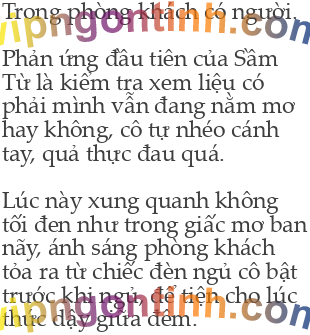 Trong phòng khách có người.
vipngontinh.com
Phản ứng đầu tiên của Sầm
Từ là kiểm tra xem liệu có
phải mình vẫn đang nằm mơ
hay không, cô tự nhéo cánh
tay, quả thực đau quá.
Lúc này xung quanh không
tối đen như trong giấc mơ ban
nãy, ánh sáng phòng khách
tỏa ra từ chiếc đèn ngủ cô bật
trước khi ngủ, để tiện cho lúc
vipngontinh.com
thức dậy giữa đêm.